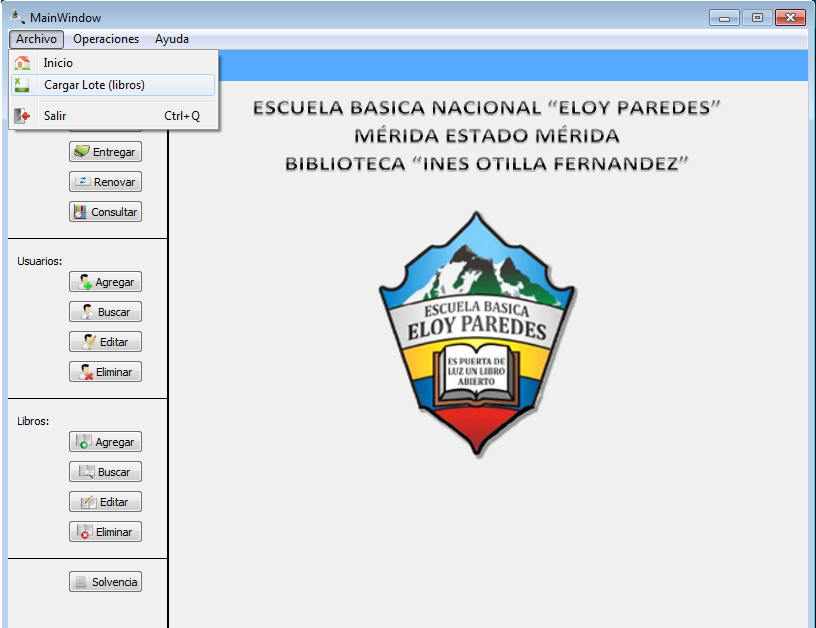 MainWindow
Archivo Operaciones Ayuda
Inicio
Cargar Lote (libros)
Salir Ctrl+Q
Entregar
Renovar
Consultar
Usuarios:
Agregar
Buscar
Editar
Eliminar
Libros:
Agregar
Buscar
Editar
Eliminar
Solvencia
ESCUELA BASICA NACIONAL “ELOY PAREDES”
MÉRIDA ESTADO MÉRIDA
BIBLIOTECA “INES OTILLA FERNANDEZ”
ESCUELA BASICA
ELOY PAREDES
ES PUERTA DE
LUZ UN LIBRO
ABIERTO